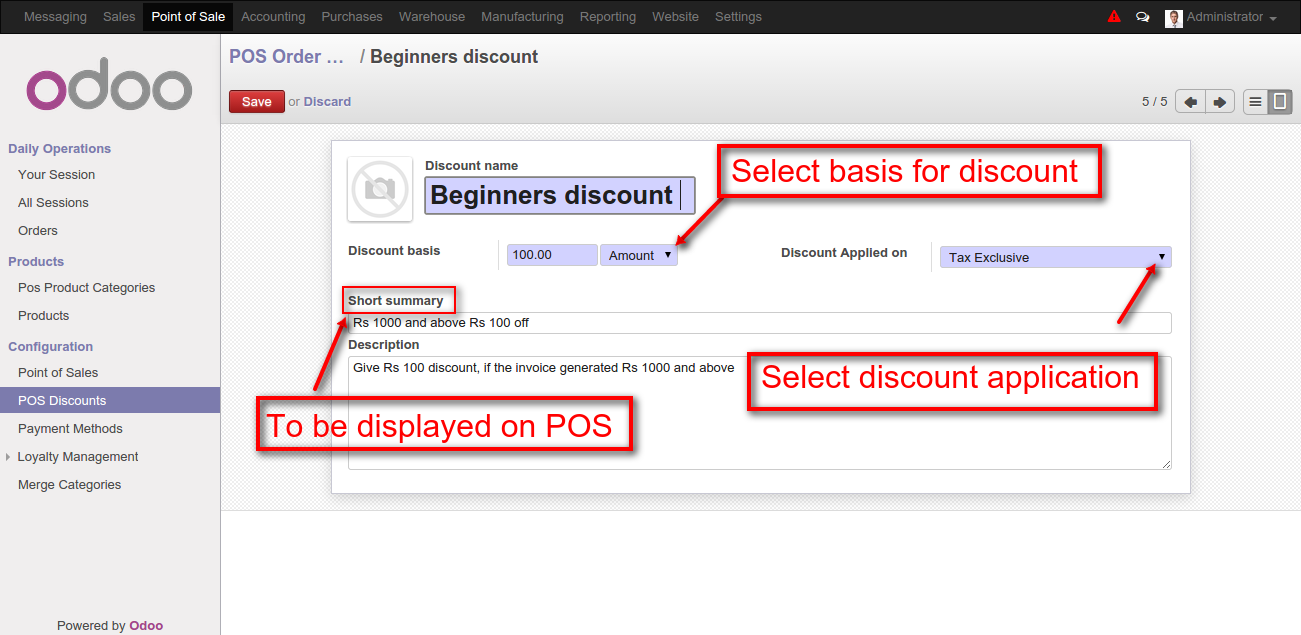 Messaging Sales Point of Sale Accounting Purchases Warehouse Manufacturing Reporting Website Settings Administrator
odoo
POS Order ... / Beginners discount
Save or Discard
5 / 5
Daily Operations
Your Session
All Sessions
Orders
Products
Pos Product Categories
Products
Configuration
Point of Sales
POS Discounts
Payment Methods
Loyalty Management
Merge Categories
Powered by Odoo
Discount name
Beginners discount
Select basis for discount
Discount basis 100.00 Amount
Discount Applied on Tax Exclusive
Short summary
Rs 1000 and above Rs 100 off
Description
Give Rs 100 discount, if the invoice generated Rs 1000 and above
Select discount application
To be displayed on POS